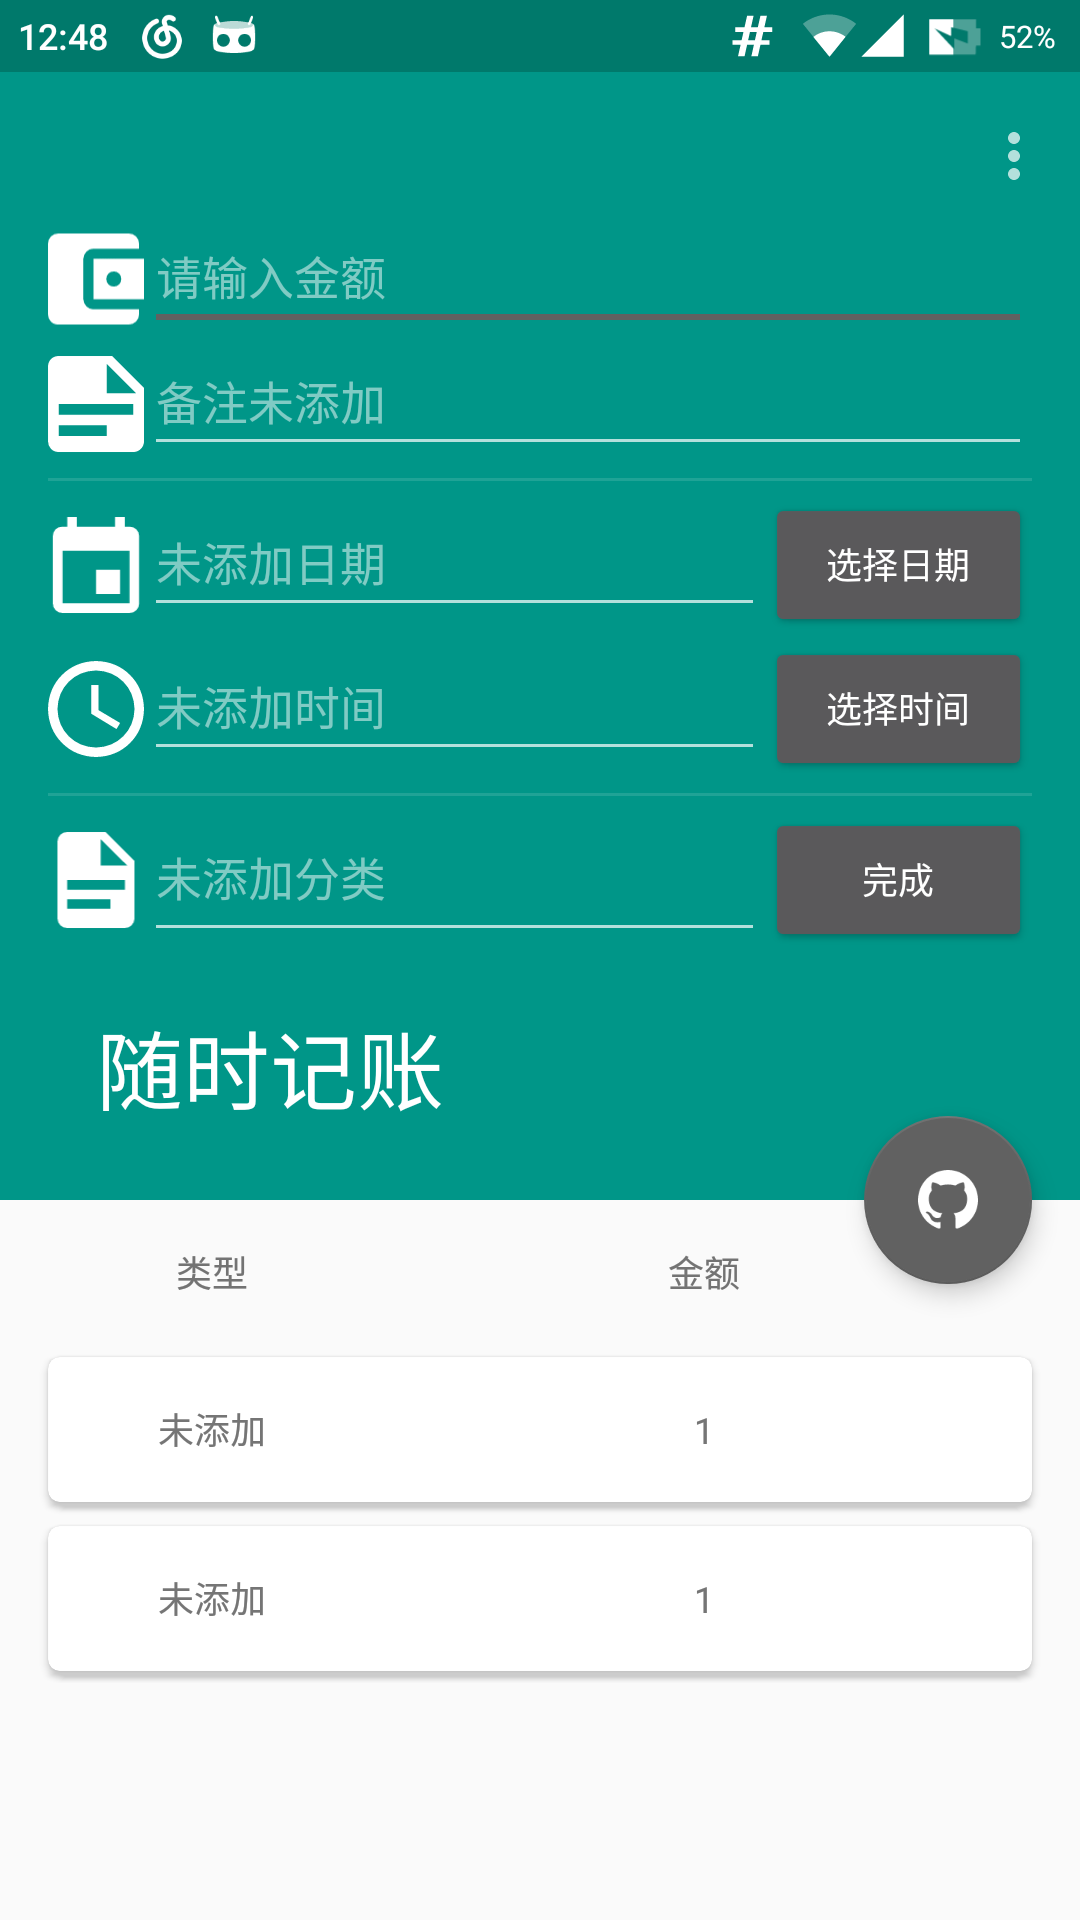 12:48
# 52%
请输入金额
备注未添加
未添加日期
选择日期
未添加时间
选择时间
未添加分类
完成
随时记账
类型 金额
未添加 1
未添加 1